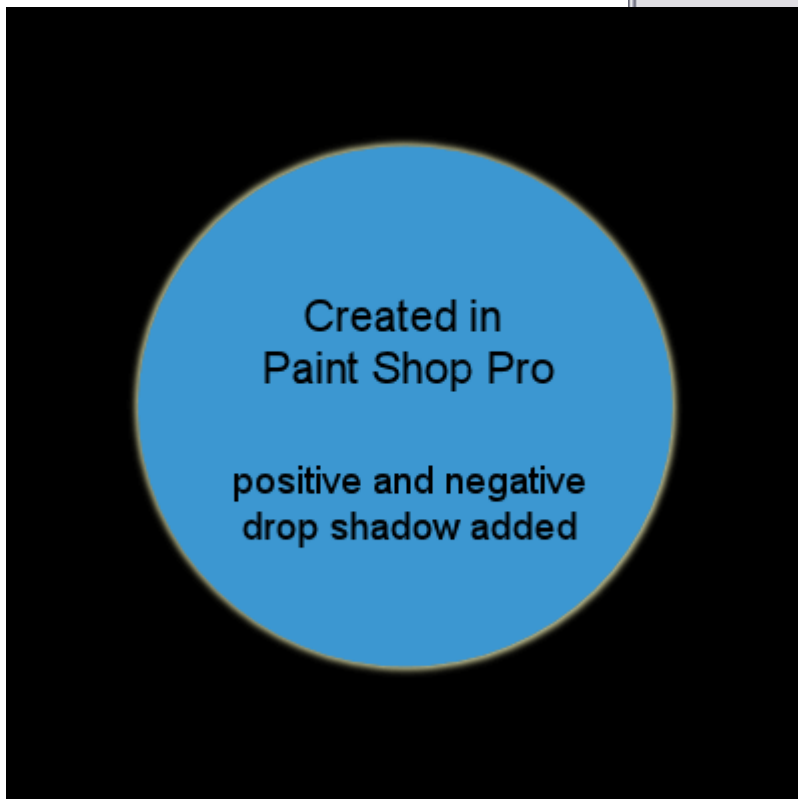 Created in
Paint Shop Pro
positive and negative
drop shadow added